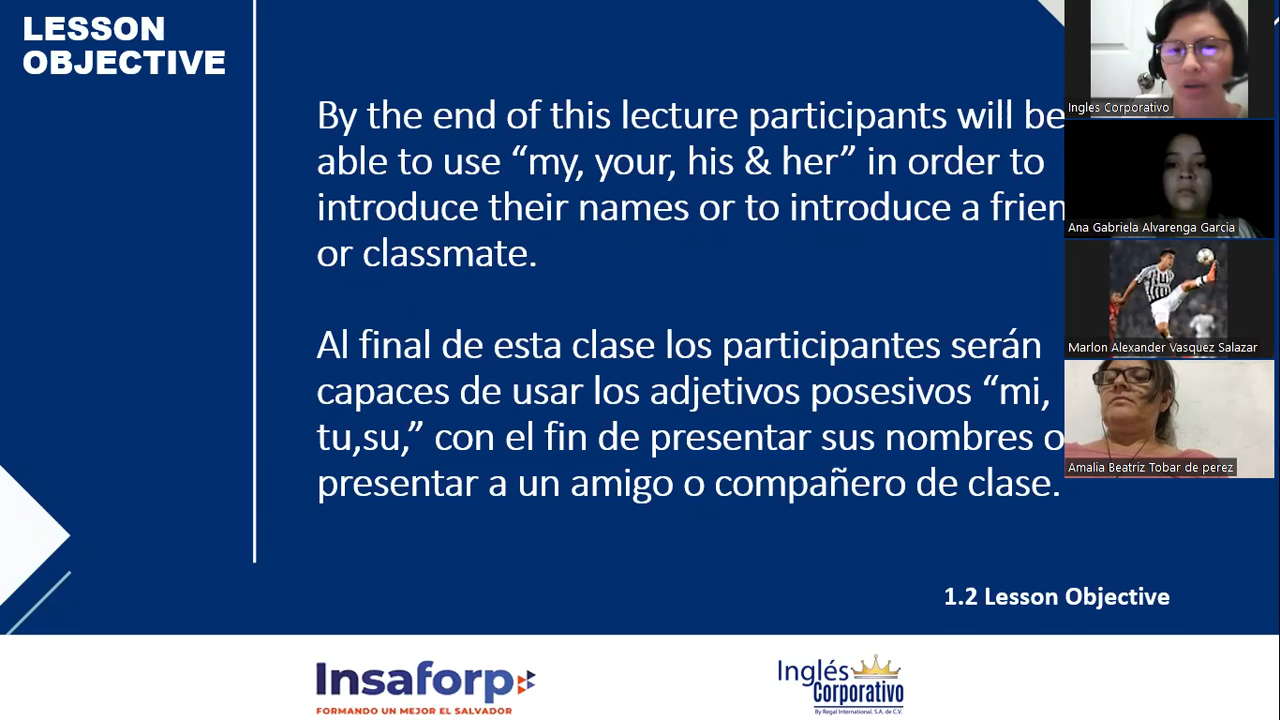 LESSON
OBJECTIVE
By the end of this lecture participants will be
able to use “my, your, his & her” in order to
introduce their names or to introduce a frien
or classmate.
Al final de esta clase los participantes serán
capaces de usar los adjetivos posesivos “mi,
tu,su,” con el fin de presentar sus nombres o
presentar a un amigo o compañero de clase.
1.2 Lesson Objective
Insaforp
FORMANDO UN MEJOR EL SALVADOR
Inglés
Corporativo
By Regal International, S.A. de C.V.
Ingles Corporativo
Ana Gabriela Alvarenga Garcia
Marlon Alexander Vasquez Salazar
Amalia Beatriz Tobar de perez